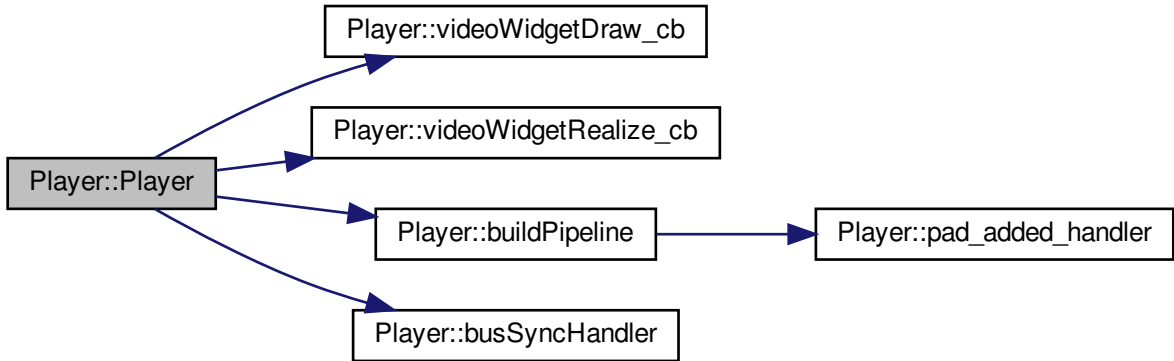 Player::videoWidgetDraw_cb
Player::videoWidgetRealize_cb
Player::Player
Player::buildPipeline
Player::pad_added_handler
Player::busSyncHandler